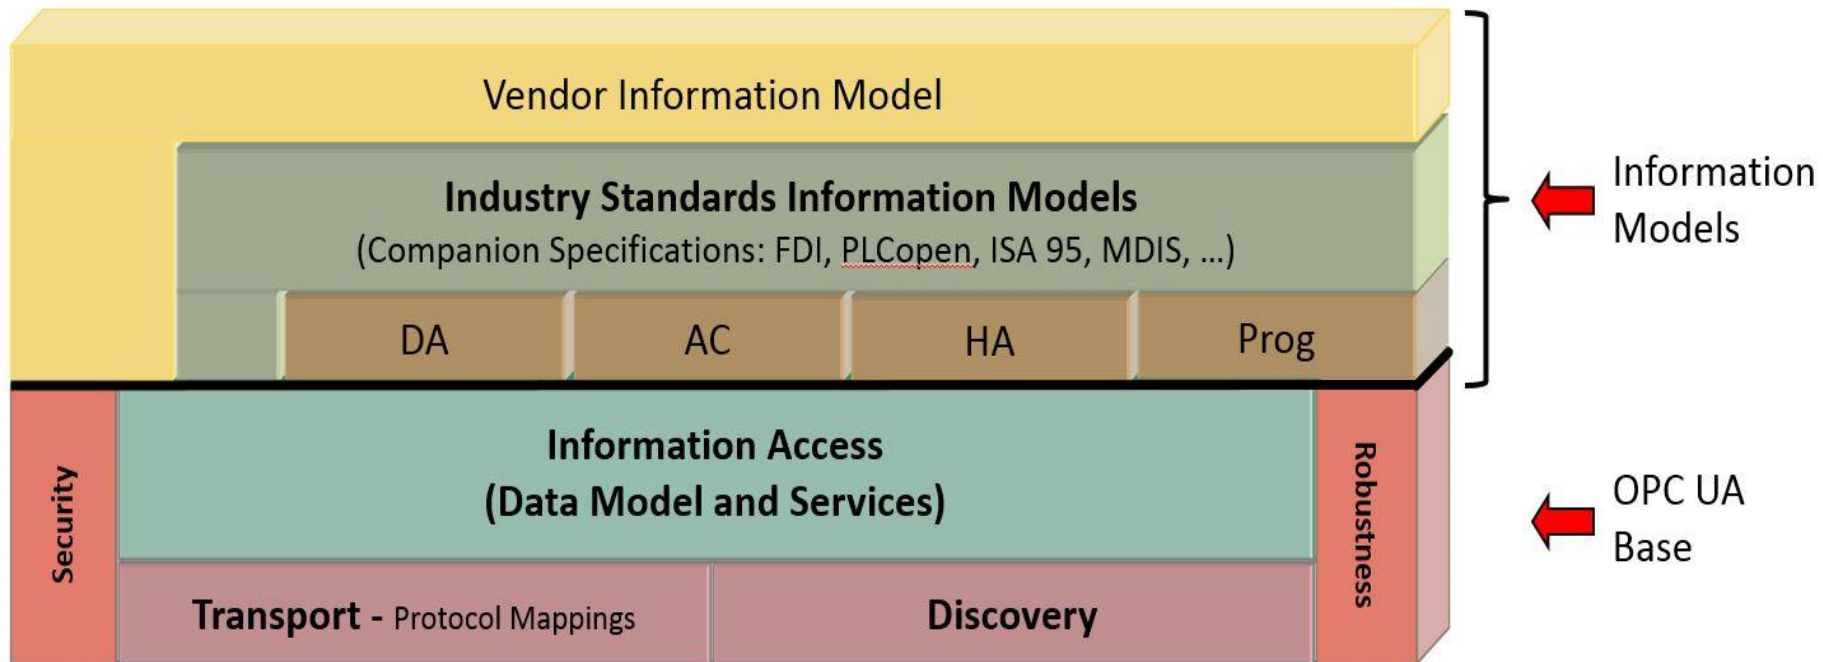 Vendor Information Model
Industry Standards Information Models
(Companion Specifications: FDI, PLCopen, ISA 95, MDIS, ...)
DA
AC
HA
Prog
Information
Models
Security
Information Access
(Data Model and Services)
Robustness
OPC UA
Base
Transport - Protocol Mappings
Discovery